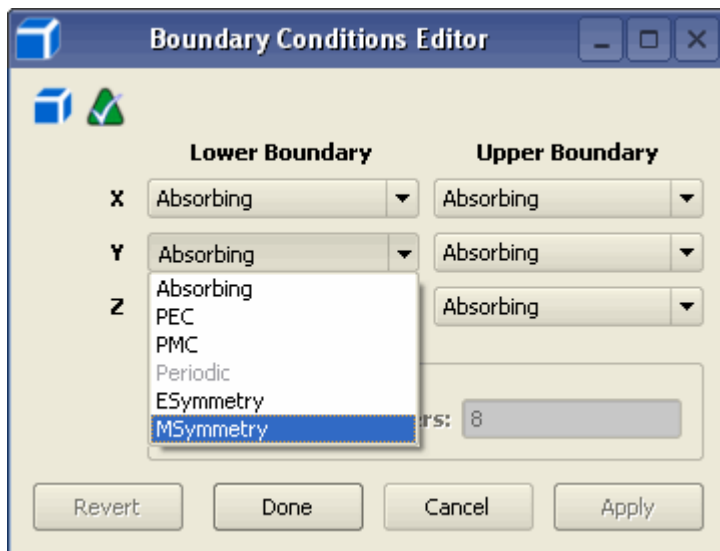 Boundary Conditions Editor
Lower Boundary Upper Boundary
X Absorbing Absorbing
Y Absorbing Absorbing
Absorbing
Z Absorbing
PEC
PMC
Periodic
ESymmetry
MSymmetry
8
Revert Done Cancel Apply